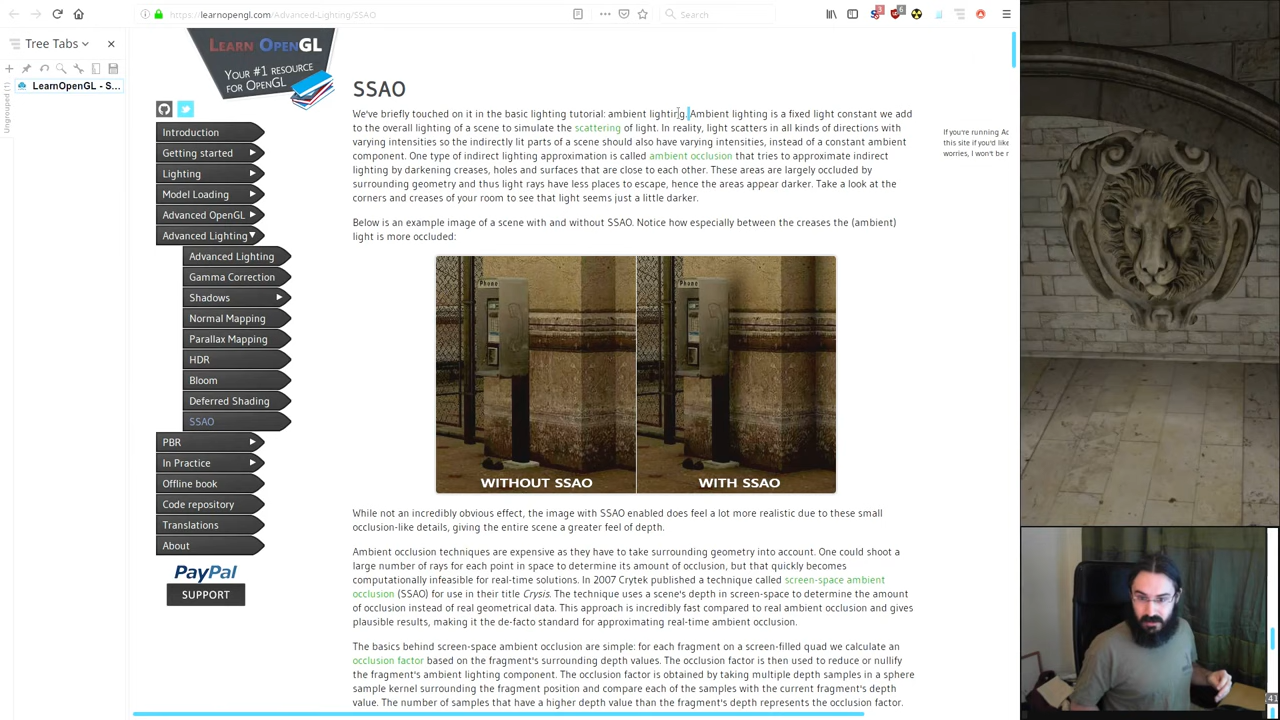 https://learnopengl.com/Advanced-Lighting/SSAO
Search
3
6
Tree Tabs
Ungrouped (1)
LearnOpenGL - S...
LEARN OPENGL
YOUR #1 RESOURCE
FOR OPENGL
Introduction
Getting started
Lighting
Model Loading
Advanced OpenGL
Advanced Lighting
Advanced Lighting
Gamma Correction
Shadows
Normal Mapping
Parallax Mapping
HDR
Bloom
Deferred Shading
SSAO
PBR
In Practice
Offline book
Code repository
Translations
About
PayPal
SUPPORT
SSAO
We've briefly touched on it in the basic lighting tutorial: ambient lighting. Ambient lighting is a fixed light constant we add
to the overall lighting of a scene to simulate the scattering of light. In reality, light scatters in all kinds of directions with
varying intensities so the indirectly lit parts of a scene should also have varying intensities, instead of a constant ambient
component. One type of indirect lighting approximation is called ambient occlusion that tries to approximate indirect
lighting by darkening creases, holes and surfaces that are close to each other. These areas are largely occluded by
surrounding geometry and thus light rays have less places to escape, hence the areas appear darker. Take a look at the
corners and creases of your room to see that light seems just a little darker.
Below is an example image of a scene with and without SSAO. Notice how especially between the creases the (ambient)
light is more occluded:
Phone
Phone
WITHOUT SSAO
WITH SSAO
While not an incredibly obvious effect, the image with SSAO enabled does feel a lot more realistic due to these small
occlusion-like details, giving the entire scene a greater feel of depth.
Ambient occlusion techniques are expensive as they have to take surrounding geometry into account. One could shoot a
large number of rays for each point in space to determine its amount of occlusion, but that quickly becomes
computationally infeasible for real-time solutions. In 2007 Crytek published a technique called screen-space ambient
occlusion (SSAO) for use in their title Crysis. The technique uses a scene's depth in screen-space to determine the amount
of occlusion instead of real geometrical data. This approach is incredibly fast compared to real ambient occlusion and gives
plausible results, making it the de-facto standard for approximating real-time ambient occlusion.
The basics behind screen-space ambient occlusion are simple: for each fragment on a screen-filled quad we calculate an
occlusion factor based on the fragment's surrounding depth values. The occlusion factor is then used to reduce or nullify
the fragment's ambient lighting component. The occlusion factor is obtained by taking multiple depth samples in a sphere
sample kernel surrounding the fragment position and compare each of the samples with the current fragment's depth
value. The number of samples that have a higher depth value than the fragment's depth represents the occlusion factor.
If you're running Ad
this site if you'd like
worries, I won't be m
41